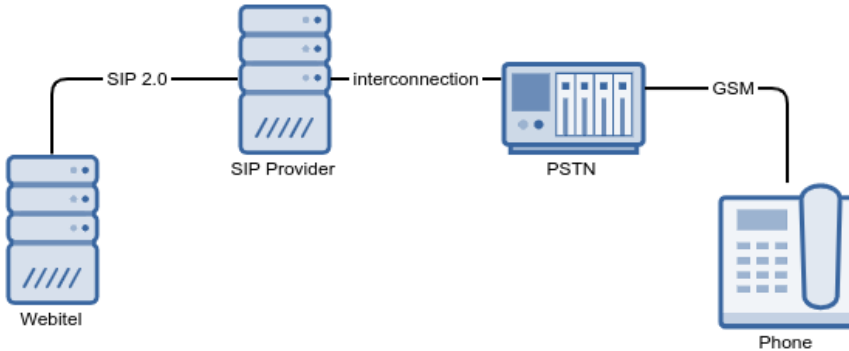 SIP 2.0
interconnection
GSM
SIP Provider
PSTN
Webitel
Phone